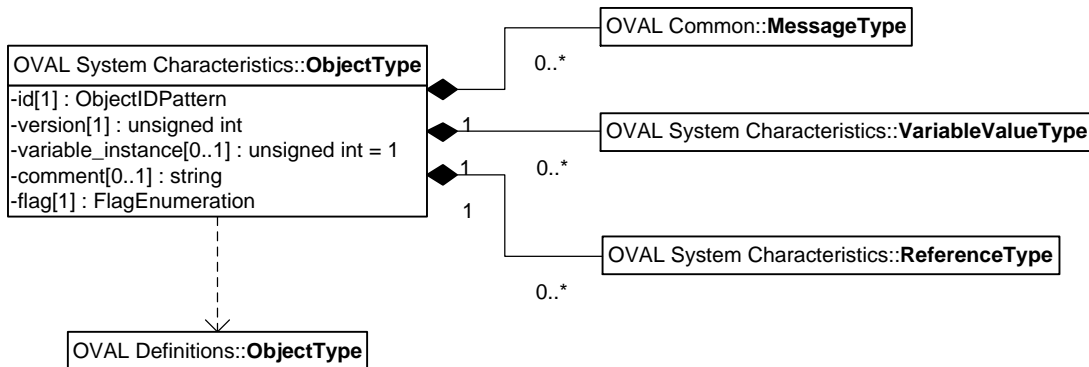 OVAL Common::MessageType
0..*
OVAL System Characteristics::ObjectType
-id[1] : ObjectIDPattern
-version[1] : unsigned int
-variable_instance[0..1] : unsigned int = 1
-comment[0..1] : string
-flag[1] : FlagEnumeration
1
OVAL System Characteristics::VariableValueType
0..*
1
1
OVAL System Characteristics::ReferenceType
0..*
OVAL Definitions::ObjectType